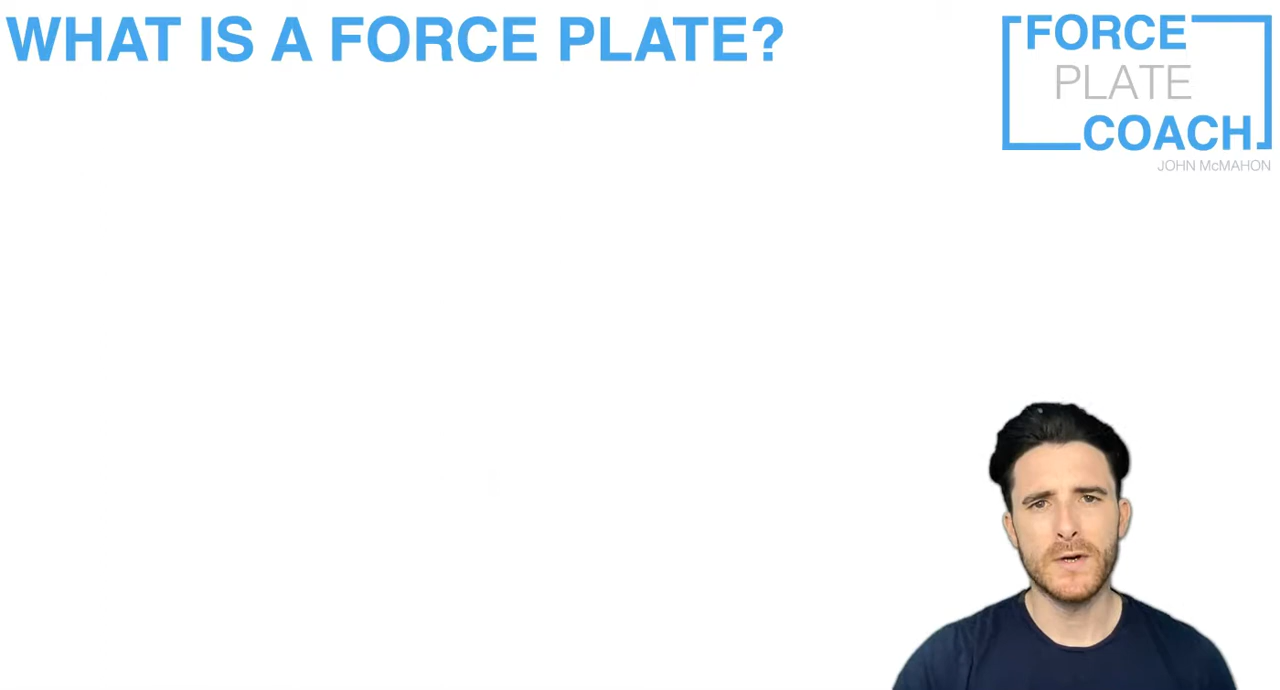 WHAT IS A FORCE PLATE?
FORCE
PLATE
COACH
JOHN McMAHON